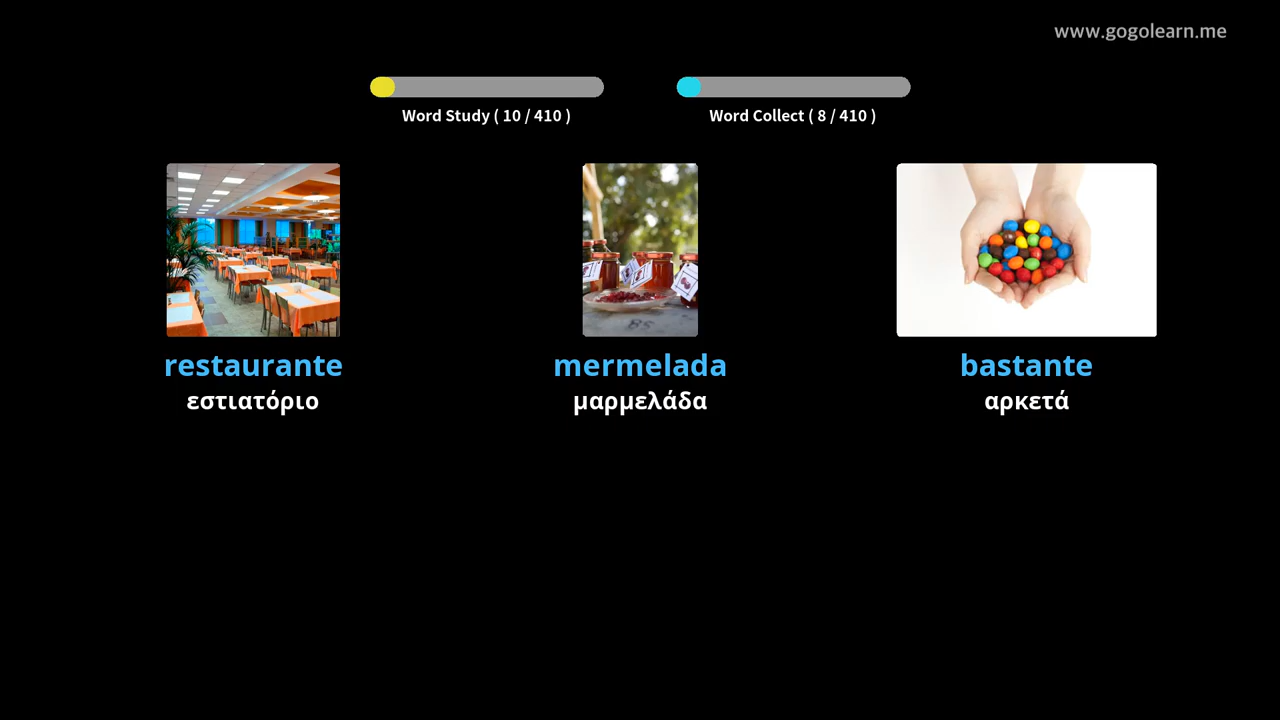 www.gogolearn.me
Word Study ( 10 / 410 )
Word Collect ( 8 / 410 )
restaurante
εστιατόριο
mermelada
μαρμελάδα
bastante
αρκετά